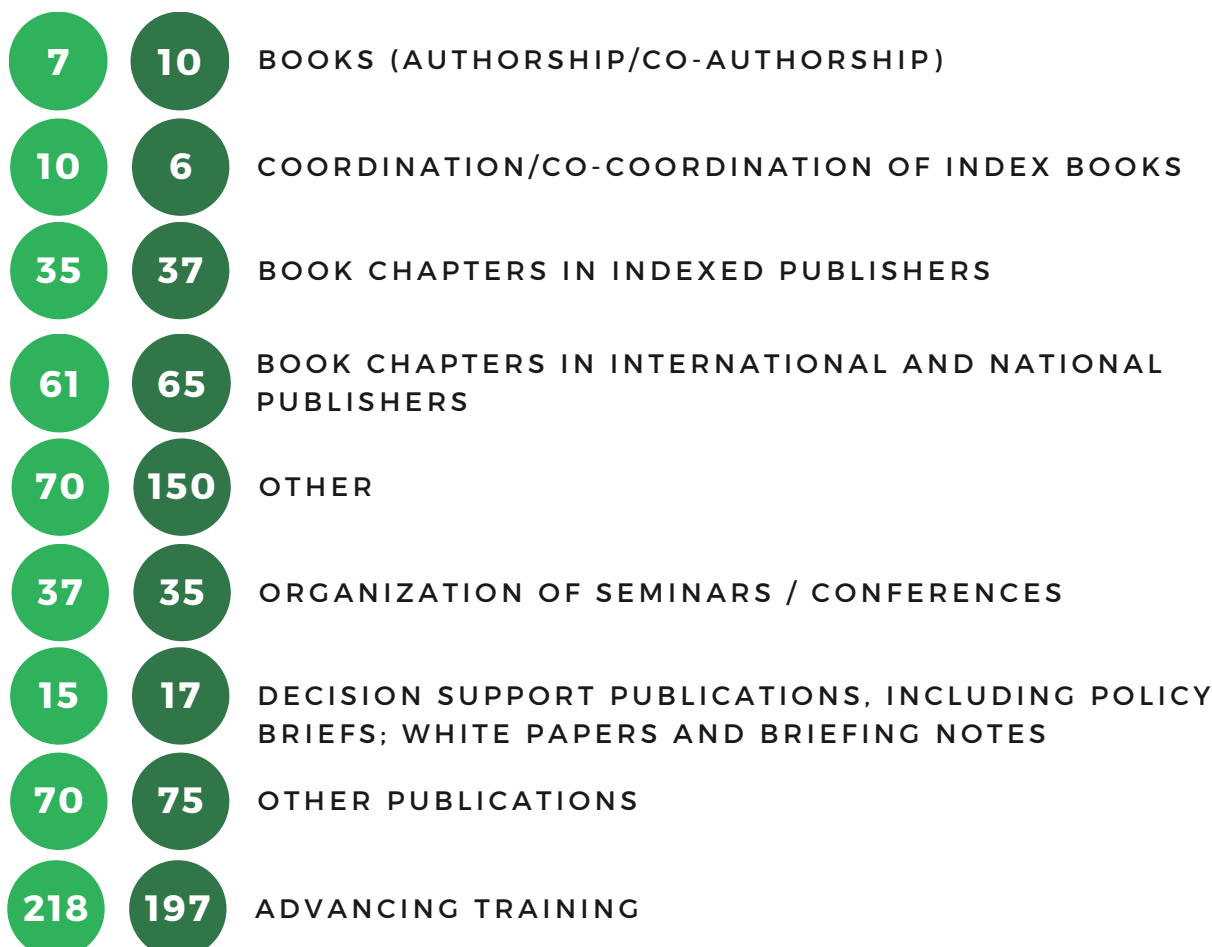 7 10 BOOKS (AUTHORSHIP/CO-AUTHORSHIP)
10 6 COORDINATION/CO-COORDINATION OF INDEX BOOKS
35 37 BOOK CHAPTERS IN INDEXED PUBLISHERS
61 65 BOOK CHAPTERS IN INTERNATIONAL AND NATIONAL
PUBLISHERS
70 150 OTHER
37 35 ORGANIZATION OF SEMINARS / CONFERENCES
15 17 DECISION SUPPORT PUBLICATIONS, INCLUDING POLICY
BRIEFS; WHITE PAPERS AND BRIEFING NOTES
70 75 OTHER PUBLICATIONS
218 197 ADVANCING TRAINING